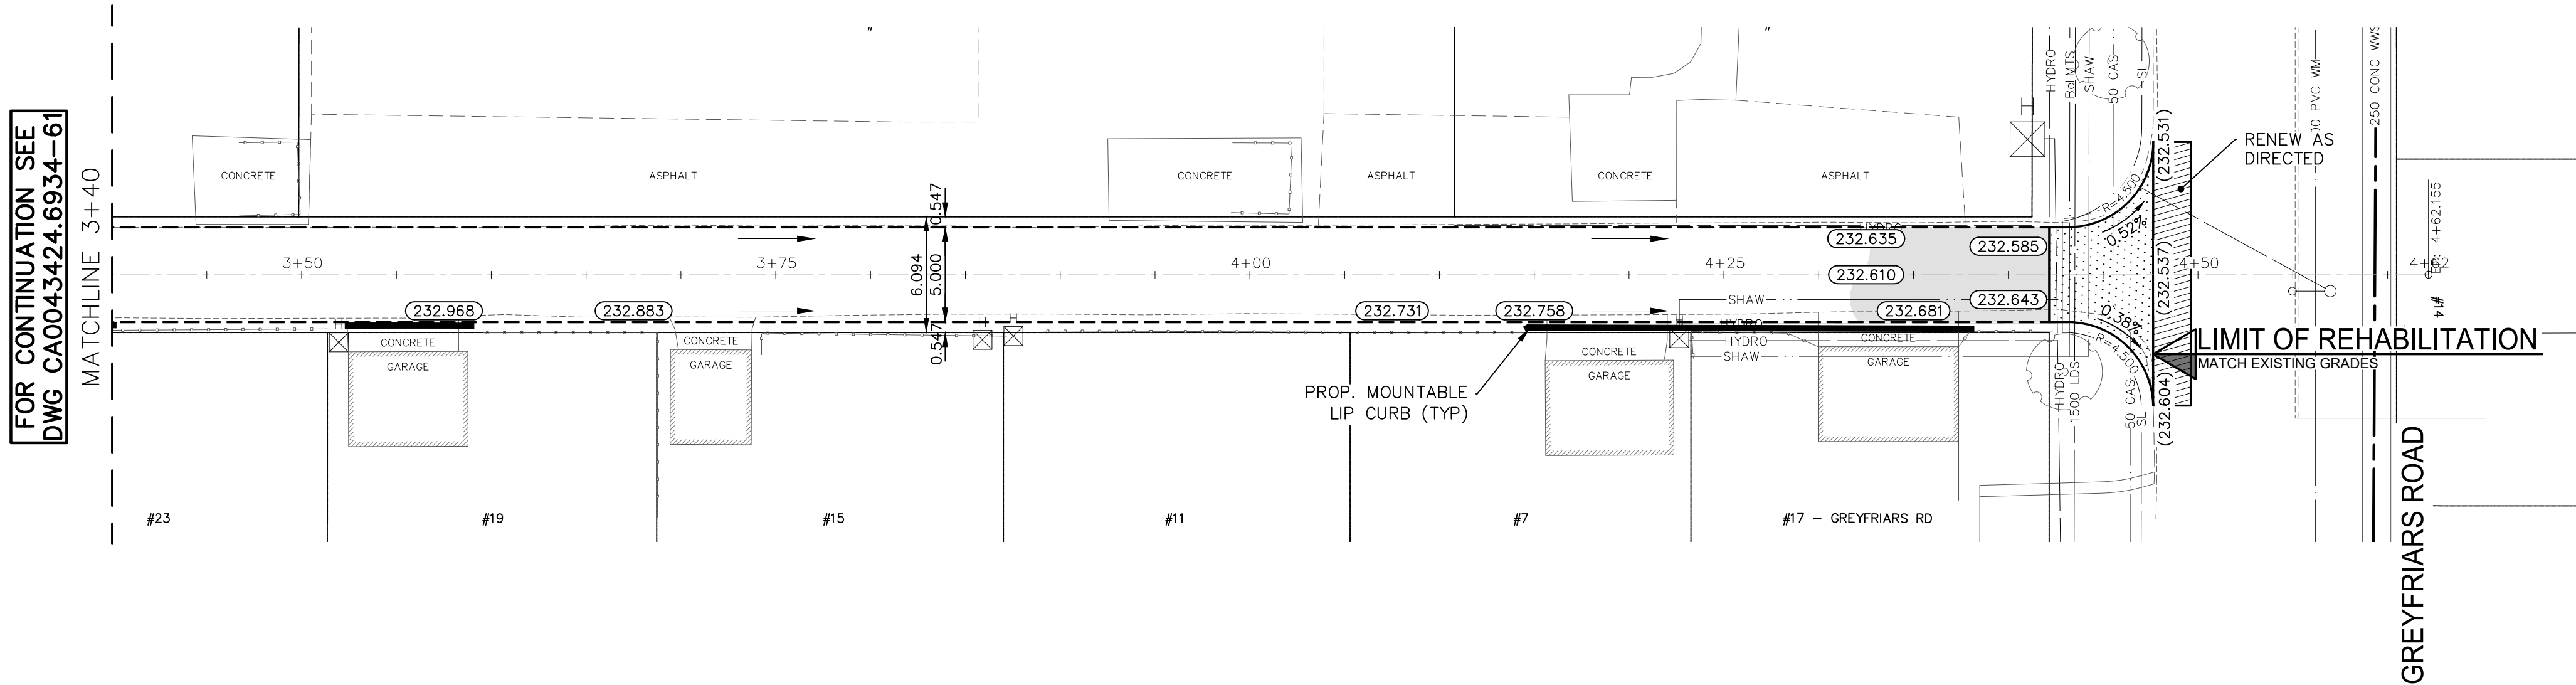 FOR CONTINUATION SEE
DWG CA0043424.6934-61
MATCHLINE 3+40
"
"
CONCRETE
ASPHALT
CONCRETE
ASPHALT
CONCRETE
ASPHALT
HYDRO
BellMTS
SHAW
50 GAS
SL
(232.531)
RENEW AS
DIRECTED
PVC WM
250 CONC WWS
4+62.155
0.547
6.094
5.000
0.547
HYDRO
232.635
232.585
R=4.500
0.52%
3+50
3+75
4+00
4+25
232.610
(232.537)
4+50
4+62
SHAW
232.968
232.883
232.731
232.758
232.681
232.643
#14
H
H
H
H
H
HYDRO
HYDRO
SHAW
0.38%
R=4.500
LIMIT OF REHABILITATION
MATCH EXISTING GRADES
CONCRETE
GARAGE
CONCRETE
GARAGE
CONCRETE
GARAGE
CONCRETE
GARAGE
PROP. MOUNTABLE
LIP CURB (TYP)
HYDRO
1500 LDS
50 GAS
SL
(232.604)
#23
#19
#15
#11
#7
#17 - GREYFRIARS RD
GREYFRIARS ROAD